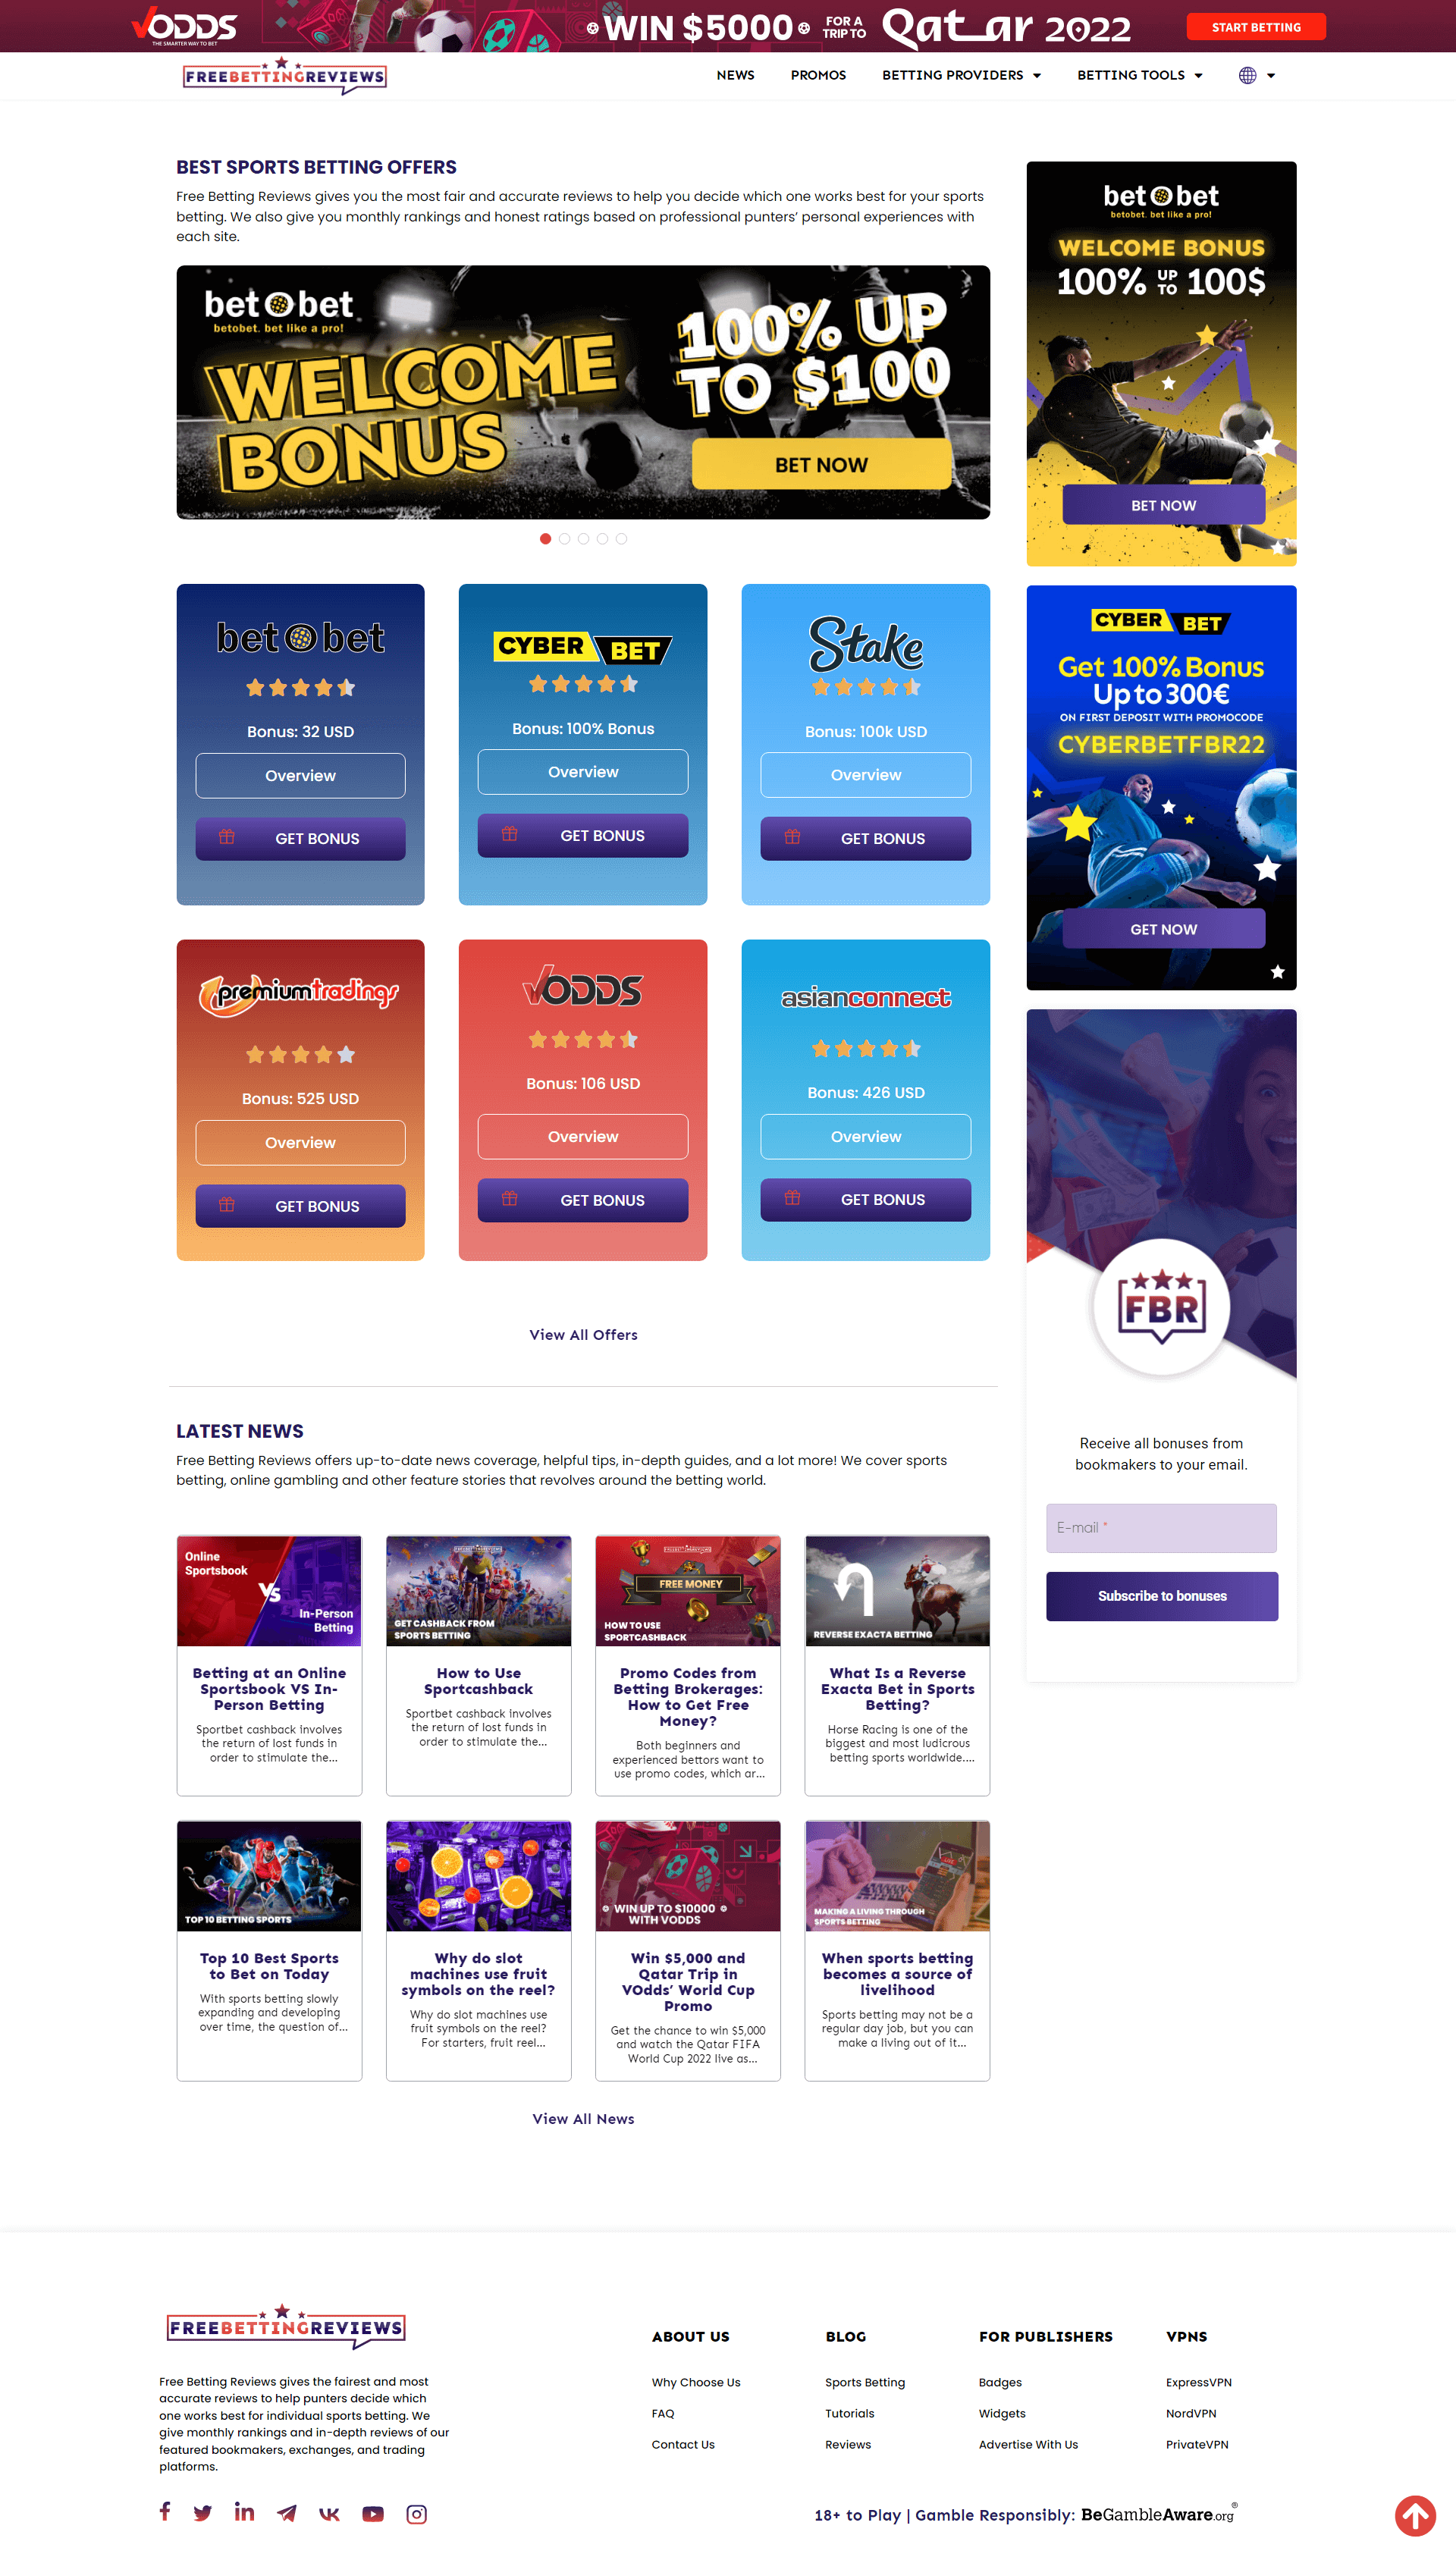 VODDS
THE SMARTER WAY TO BET
WIN $5000
FOR A
TRIP TO
Qatar 2022
START BETTING
FREEBETTINGREVIEWS
NEWS
PROMOS
BETTING PROVIDERS
BETTING TOOLS
BEST SPORTS BETTING OFFERS
Free Betting Reviews gives you the most fair and accurate reviews to help you decide which one works best for your sports
betting. We also give you monthly rankings and honest ratings based on professional punters’ personal experiences with
each site.
betobet
betobet. bet like a pro!
WELCOME
BONUS
100% UP
TO $100
BET NOW
betobet
betobet. bet like a pro!
WELCOME BONUS
100% UP TO 100$
BET NOW
betobet
Bonus: 32 USD
Overview
GET BONUS
CYBER BET
Bonus: 100% Bonus
Overview
GET BONUS
Stake
Bonus: 100k USD
Overview
GET BONUS
CYBER BET
Get 100% Bonus
Up to 300€
ON FIRST DEPOSIT WITH PROMOCODE
CYBERBETFBR22
GET NOW
premiumtradings
Bonus: 525 USD
Overview
GET BONUS
VODDS
Bonus: 106 USD
Overview
GET BONUS
asianconnect
Bonus: 426 USD
Overview
GET BONUS
FBR
Receive all bonuses from
bookmakers to your email.
E-mail *
Subscribe to bonuses
View All Offers
LATEST NEWS
Free Betting Reviews offers up-to-date news coverage, helpful tips, in-depth guides, and a lot more! We cover sports
betting, online gambling and other feature stories that revolves around the betting world.
Online
Sportsbook
VS
In-Person
Betting
Betting at an Online
Sportsbook VS In-
Person Betting
Sportbet cashback involves
the return of lost funds in
order to stimulate the...
FREEBETTINGREVIEWS
GET CASHBACK FROM
SPORTS BETTING
How to Use
Sportcashback
Sportbet cashback involves
the return of lost funds in
order to stimulate the...
FREEBETTINGREVIEWS
FREE MONEY
HOW TO USE
SPORTCASHBACK
Promo Codes from
Betting Brokerages:
How to Get Free
Money?
Both beginners and
experienced bettors want to
use promo codes, which ar...
REVERSE EXACTA BETTING
What Is a Reverse
Exacta Bet in Sports
Betting?
Horse Racing is one of the
biggest and most ludicrous
betting sports worldwide....
TOP 10 BETTING SPORTS
Top 10 Best Sports
to Bet on Today
With sports betting slowly
expanding and developing
over time, the question of...
Why do slot
machines use fruit
symbols on the reel?
Why do slot machines use
fruit symbols on the reel?
For starters, fruit reel...
WIN UP TO $10000
WITH VODDS
Win $5,000 and
Qatar Trip in
VOdds’ World Cup
Promo
Get the chance to win $5,000
and watch the Qatar FIFA
World Cup 2022 live as...
MAKING A LIVING THROUGH
SPORTS BETTING
When sports betting
becomes a source of
livelihood
Sports betting may not be a
regular day job, but you can
make a living out of it...
View All News
FREEBETTINGREVIEWS
Free Betting Reviews gives the fairest and most
accurate reviews to help punters decide which
one works best for individual sports betting. We
give monthly rankings and in-depth reviews of our
featured bookmakers, exchanges, and trading
platforms.
ABOUT US
Why Choose Us
FAQ
Contact Us
BLOG
Sports Betting
Tutorials
Reviews
FOR PUBLISHERS
Badges
Widgets
Advertise With Us
VPNS
ExpressVPN
NordVPN
PrivateVPN
18+ to Play | Gamble Responsibly: BeGambleAware.org®